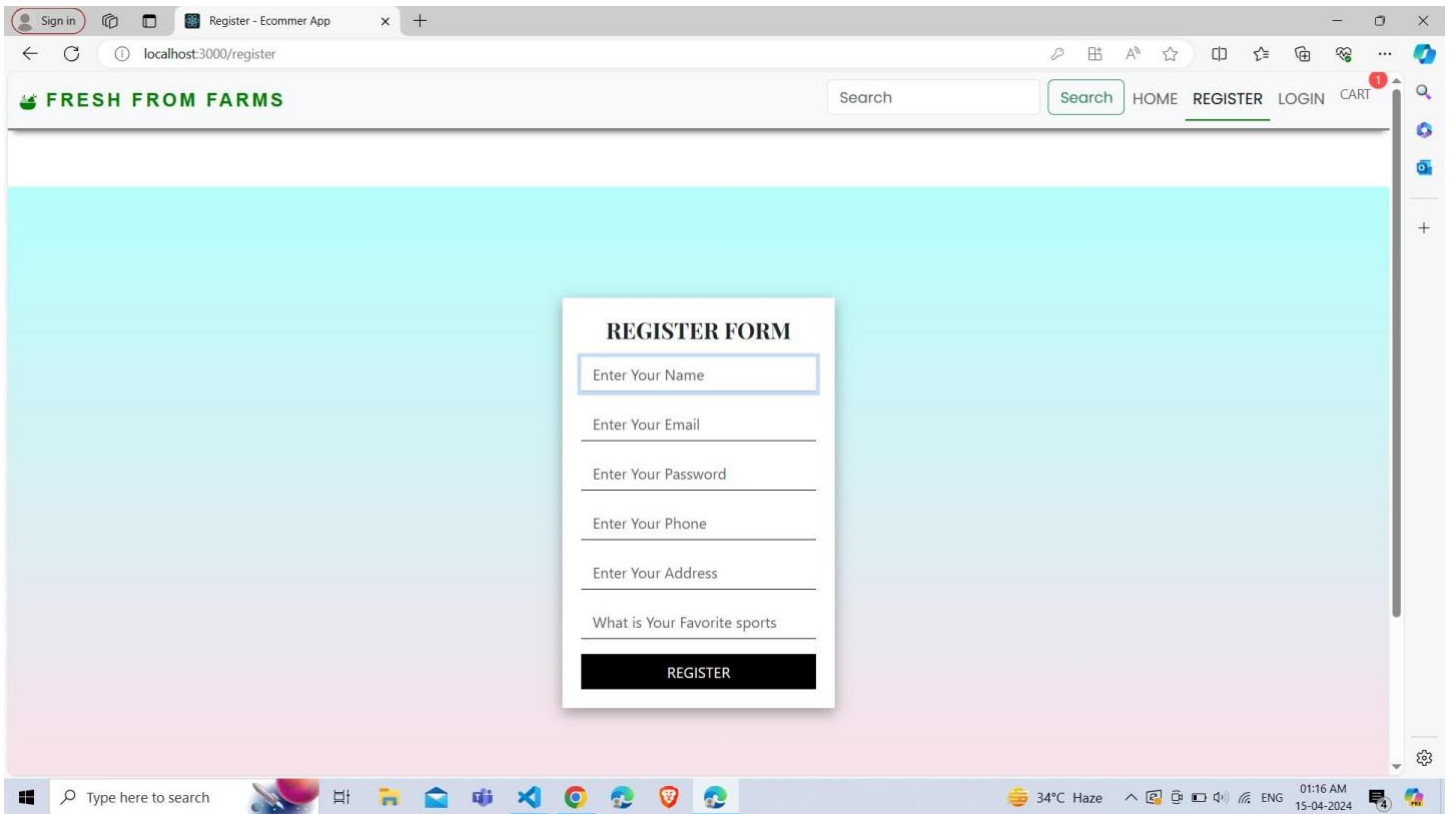 Sign in
Register - Ecommer App
localhost:3000/register
FRESH FROM FARMS
Search
Search
HOME
REGISTER
LOGIN
CART
1
REGISTER FORM
Enter Your Name
Enter Your Email
Enter Your Password
Enter Your Phone
Enter Your Address
What is Your Favorite sports
REGISTER
Type here to search
34°C Haze
ENG
01:16 AM
15-04-2024
4